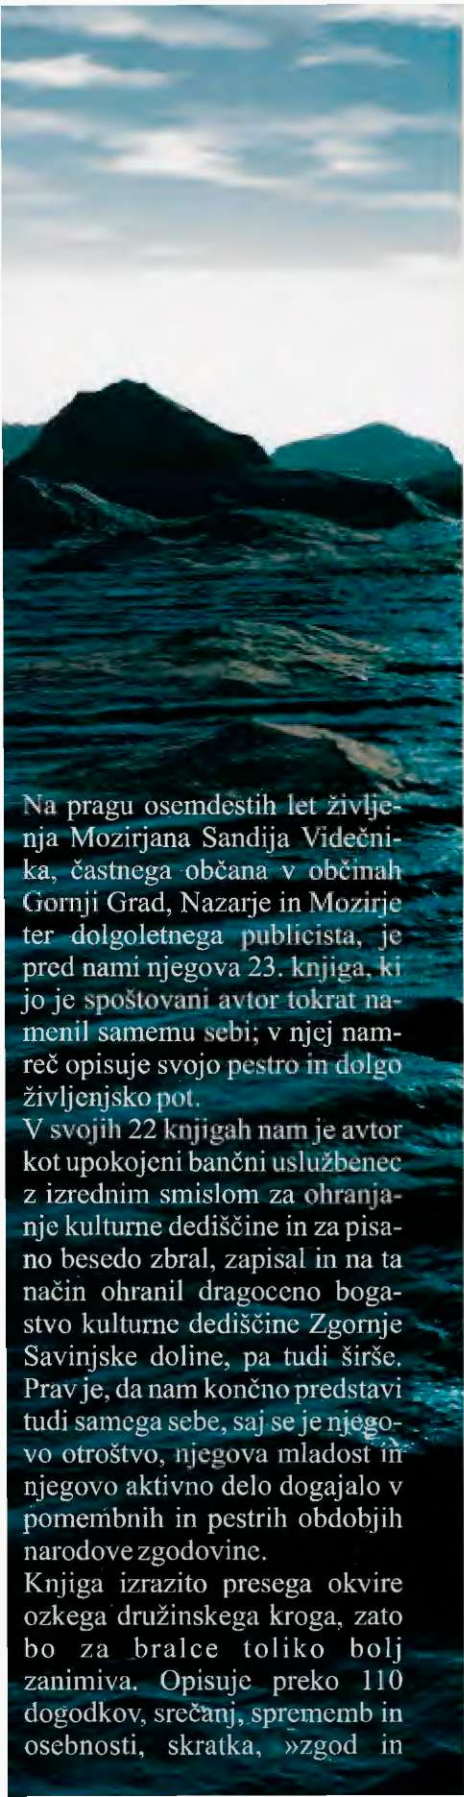 Na pragu osemdestih let življe-
nja Mozirjana Sandija Videčni-
ka, častnega občana v občinah
Gornji Grad, Nazarje in Mozirje
ter dolgoletnega publicista, je
pred nami njegova 23. knjiga, ki
jo je spoštovani avtor tokrat na-
menil samemu sebi; v njej nam-
reč opisuje svojo pestro in dolgo
življenjsko pot.
V svojih 22 knjigah nam je avtor
kot upokojeni bančni uslužbenec
z izrednim smislom za ohranja-
nje kulturne dediščine in za pisa-
no besedo zbral, zapisal in na ta
način ohranil dragoceno boga-
stvo kulturne dediščine Zgornje
Savinjske doline, pa tudi širše.
Prav je, da nam končno predstavi
tudi samega sebe, saj se je njego-
vo otroštvo, njegova mladost in
njegovo aktivno delo dogajalo v
pomembnih in pestrih obdobjih
narodove zgodovine.
Knjiga izrazito presega okvire
ozkega družinskega kroga, zato
bo za bralce toliko bolj
zanimiva. Opisuje preko 110
dogodkov, srečanj, sprememb in
osebnosti, skratka, »zgod in